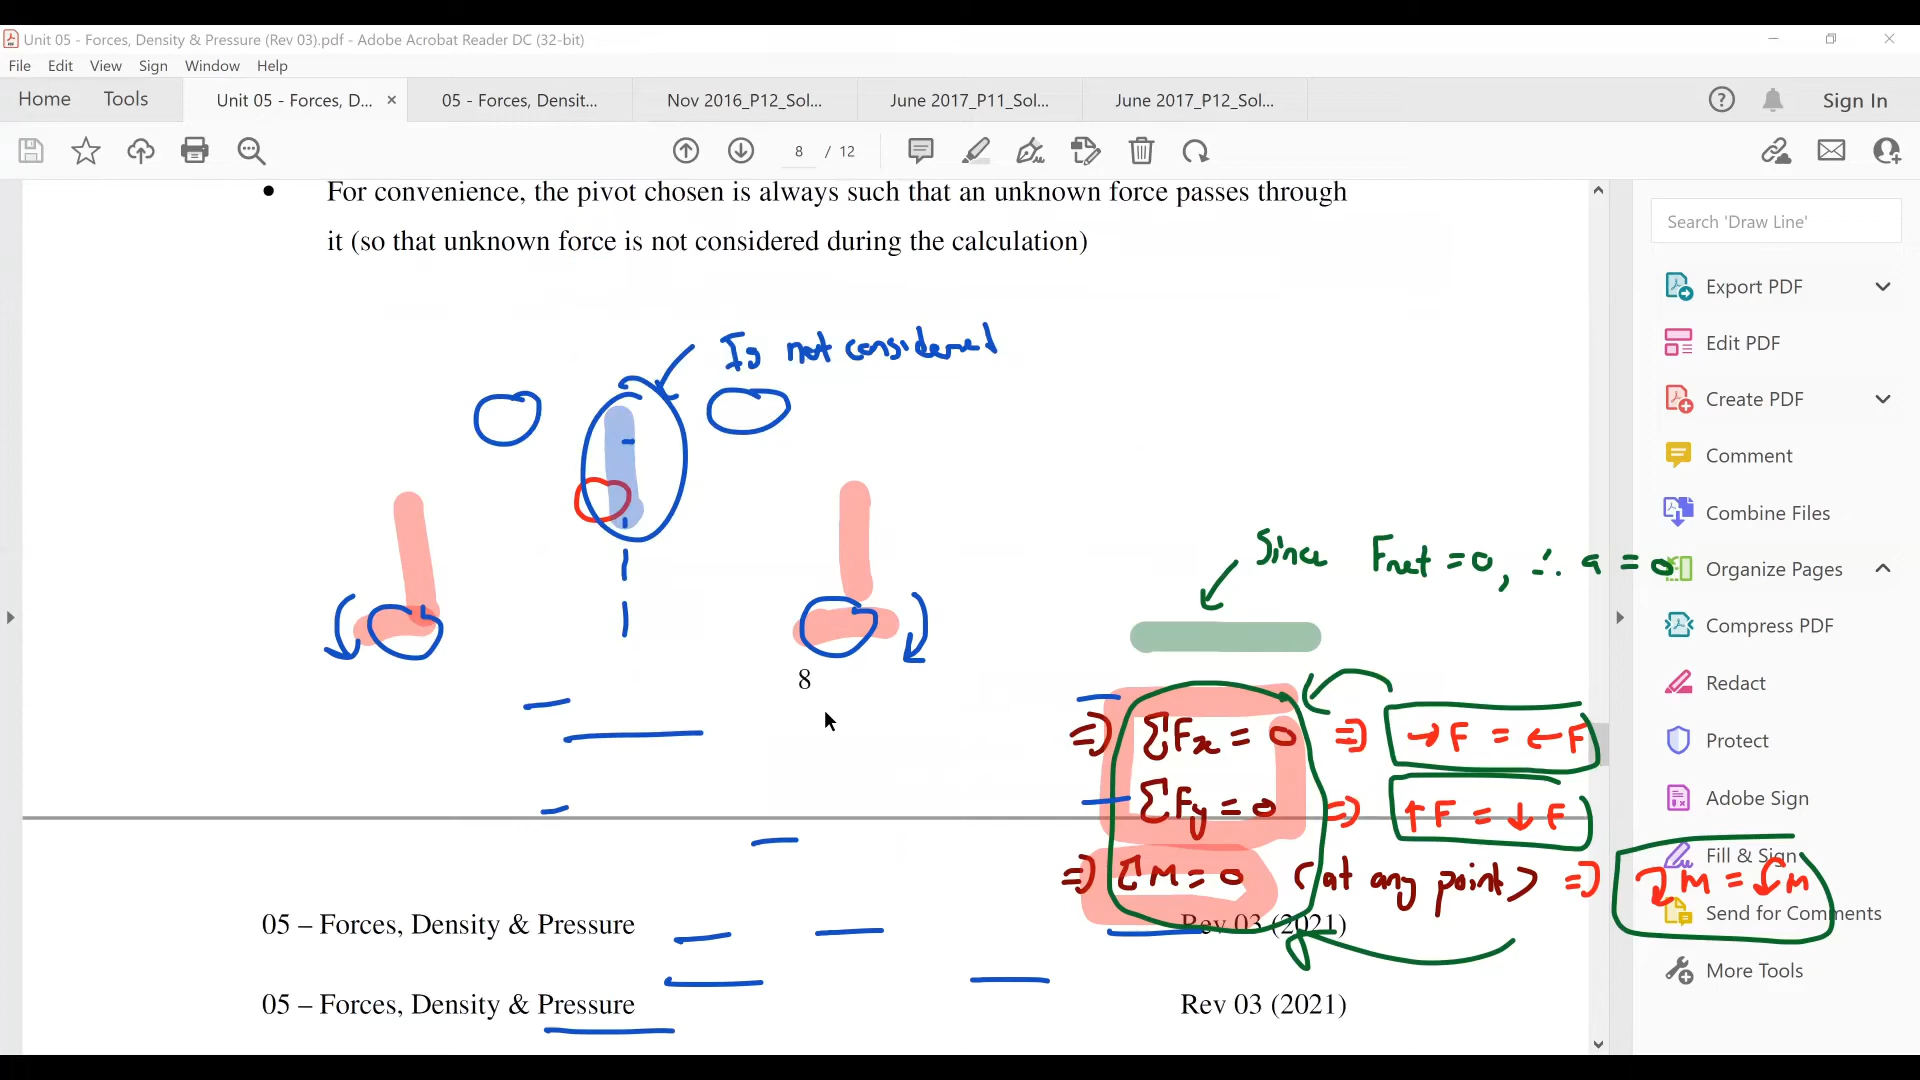 Unit 05 - Forces, Density & Pressure (Rev 03).pdf - Adobe Acrobat Reader DC (32-bit)
File Edit View Sign Window Help
Home Tools Unit 05 - Forces, D... × 05 - Forces, Densit... Nov 2016_P12_Sol... June 2017_P11_Sol... June 2017_P12_Sol... Sign In
8 / 12
• For convenience, the pivot chosen is always such that an unknown force passes through
it (so that unknown force is not considered during the calculation)
Is not considered
Since Fnet = 0, ∴ a = 0
8
⇒ ΣFx = 0 ⇒ →F = ←F
ΣFy = 0 ⇒ ↑F = ↓F
⇒ ΣM = 0 (at any point) ⇒ ↻M = ↺M
05 – Forces, Density & Pressure Rev 03 (2021)
05 – Forces, Density & Pressure Rev 03 (2021)
Search 'Draw Line'
Export PDF
Edit PDF
Create PDF
Comment
Combine Files
Organize Pages
Compress PDF
Redact
Protect
Adobe Sign
Fill & Sign
Send for Comments
More Tools